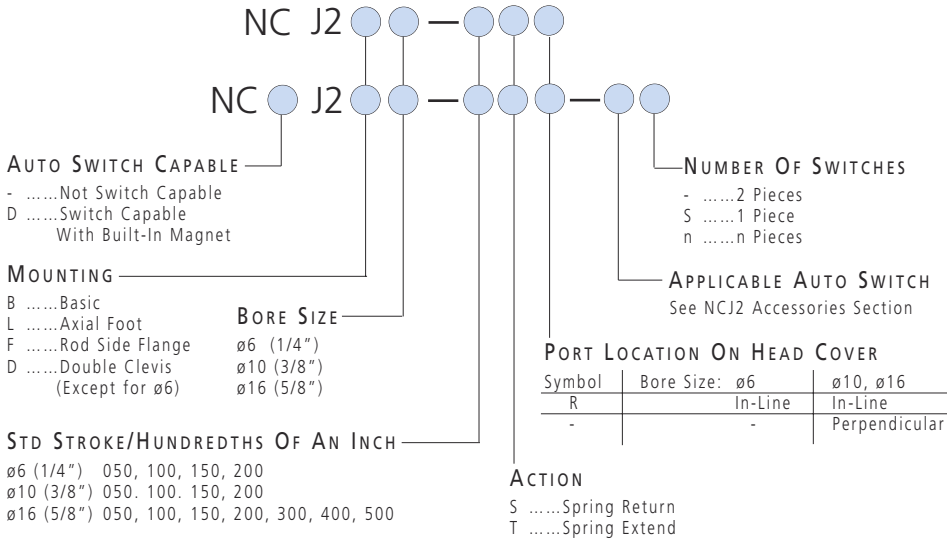 NC J2 —
NC J2 — —
AUTO SWITCH CAPABLE
- ......Not Switch Capable
D ......Switch Capable
With Built-In Magnet
NUMBER OF SWITCHES
- ......2 Pieces
S ......1 Piece
n ......n Pieces
MOUNTING
B ......Basic
L ......Axial Foot
F ......Rod Side Flange
D ......Double Clevis
(Except for ø6)
BORE SIZE
ø6 (1/4")
ø10 (3/8")
ø16 (5/8")
APPLICABLE AUTO SWITCH
See NCJ2 Accessories Section
PORT LOCATION ON HEAD COVER
Symbol Bore Size: ø6 ø10, ø16
R In-Line In-Line
- - Perpendicular
STD STROKE/HUNDREDTHS OF AN INCH
ø6 (1/4") 050, 100, 150, 200
ø10 (3/8") 050. 100. 150, 200
ø16 (5/8") 050, 100, 150, 200, 300, 400, 500
ACTION
S ......Spring Return
T ......Spring Extend